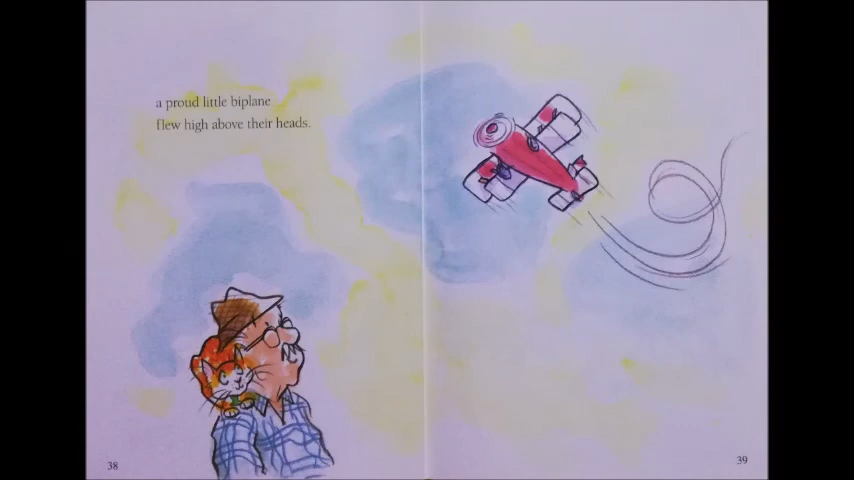 a proud little biplane
flew high above their heads.
38
39